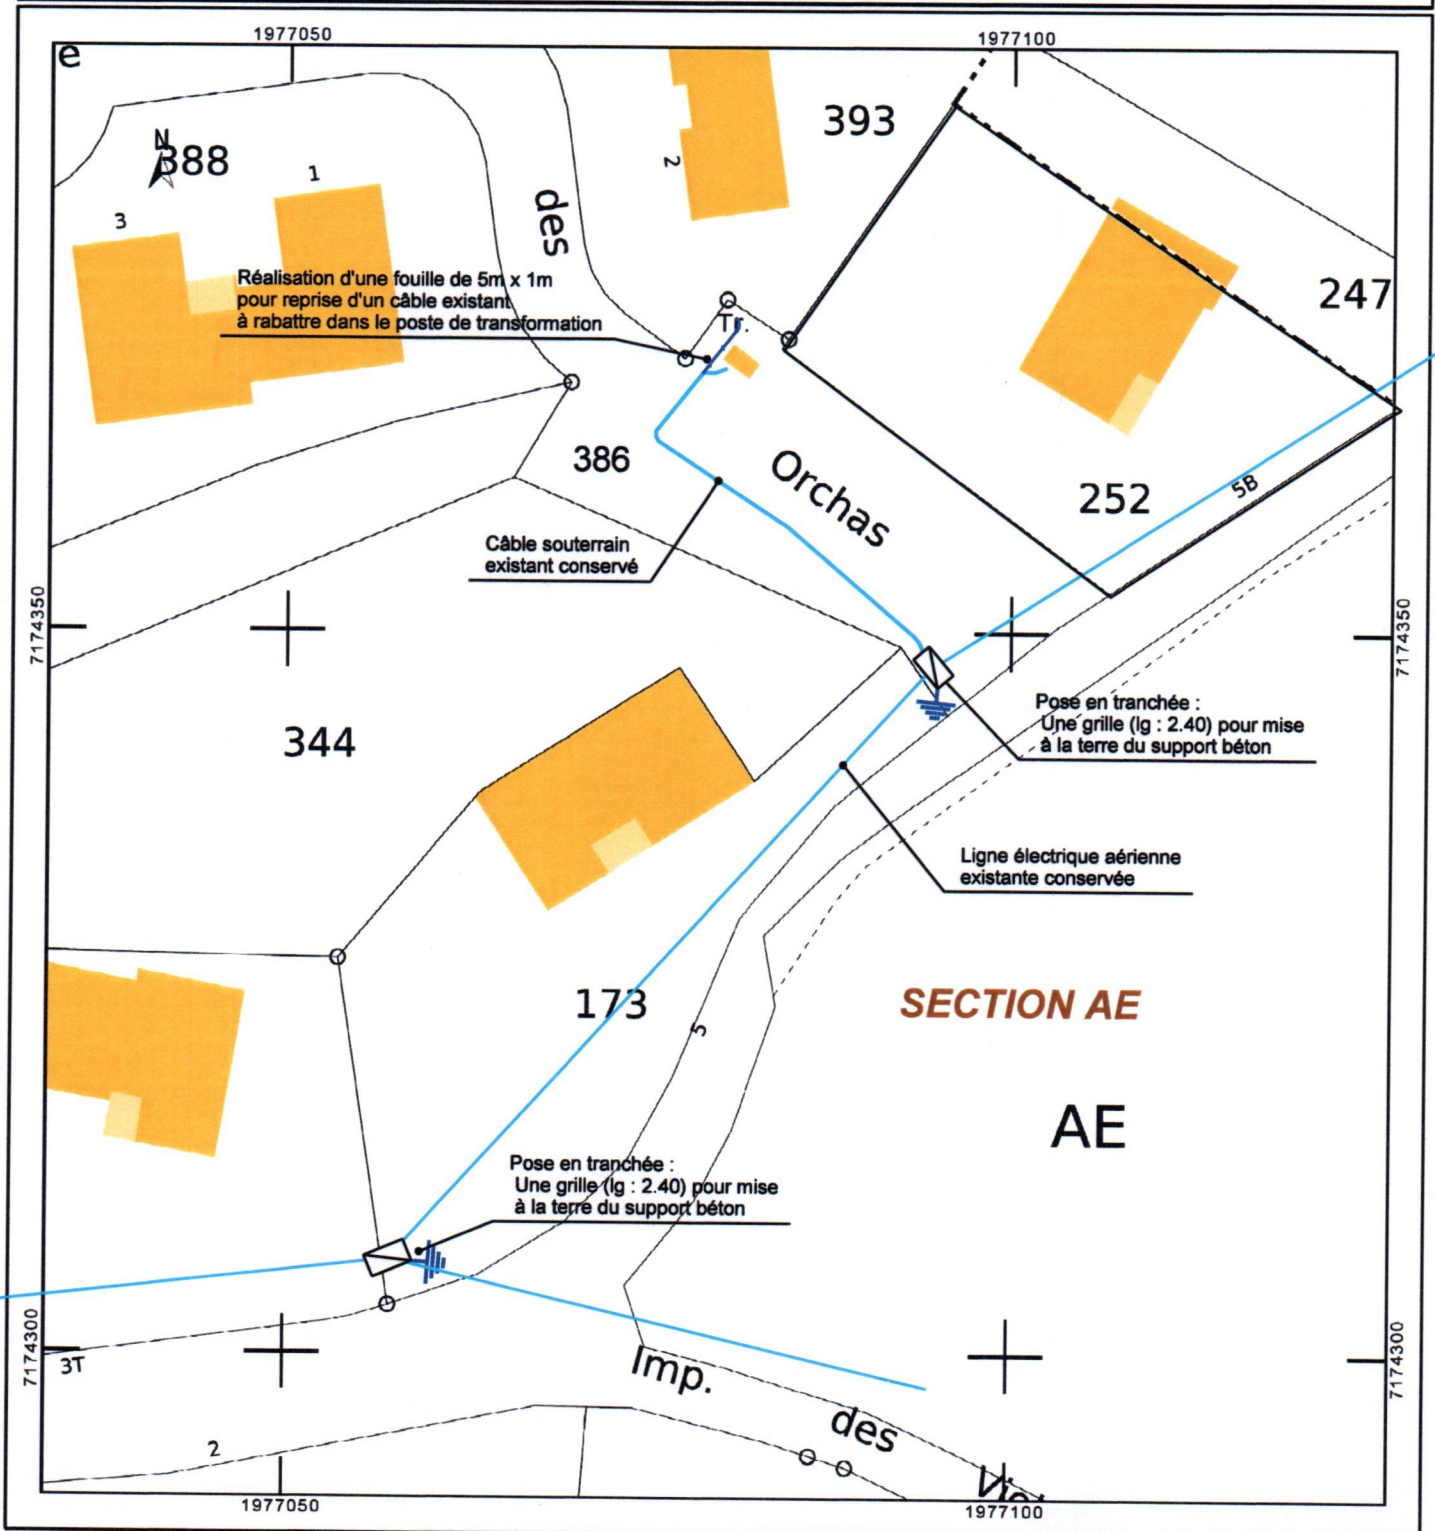 1977050
1977100
e
393
N
388
1
2
3
des
247
Réalisation d'une fouille de 5m x 1m
pour reprise d'un câble existant
à rabattre dans le poste de transformation
Tr.
386
Orchas
252
5B
Câble souterrain
existant conservé
7174350
7174350
344
Pose en tranchée :
Une grille (lg : 2.40) pour mise
à la terre du support béton
Ligne électrique aérienne
existante conservée
173
5
SECTION AE
AE
Pose en tranchée :
Une grille (lg : 2.40) pour mise
à la terre du support béton
7174300
7174300
3T
Imp.
des
2
1977050
1977100